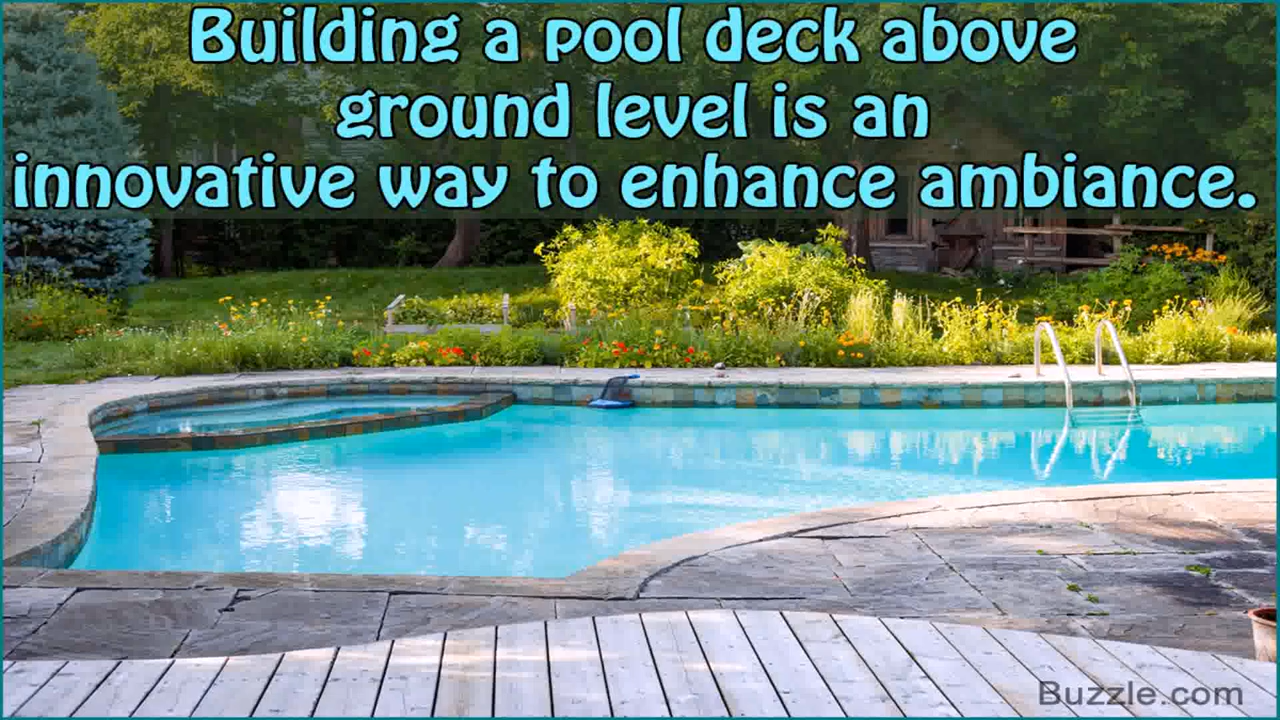 Building a pool deck above
ground level is an
innovative way to enhance ambiance.
Buzzle.com